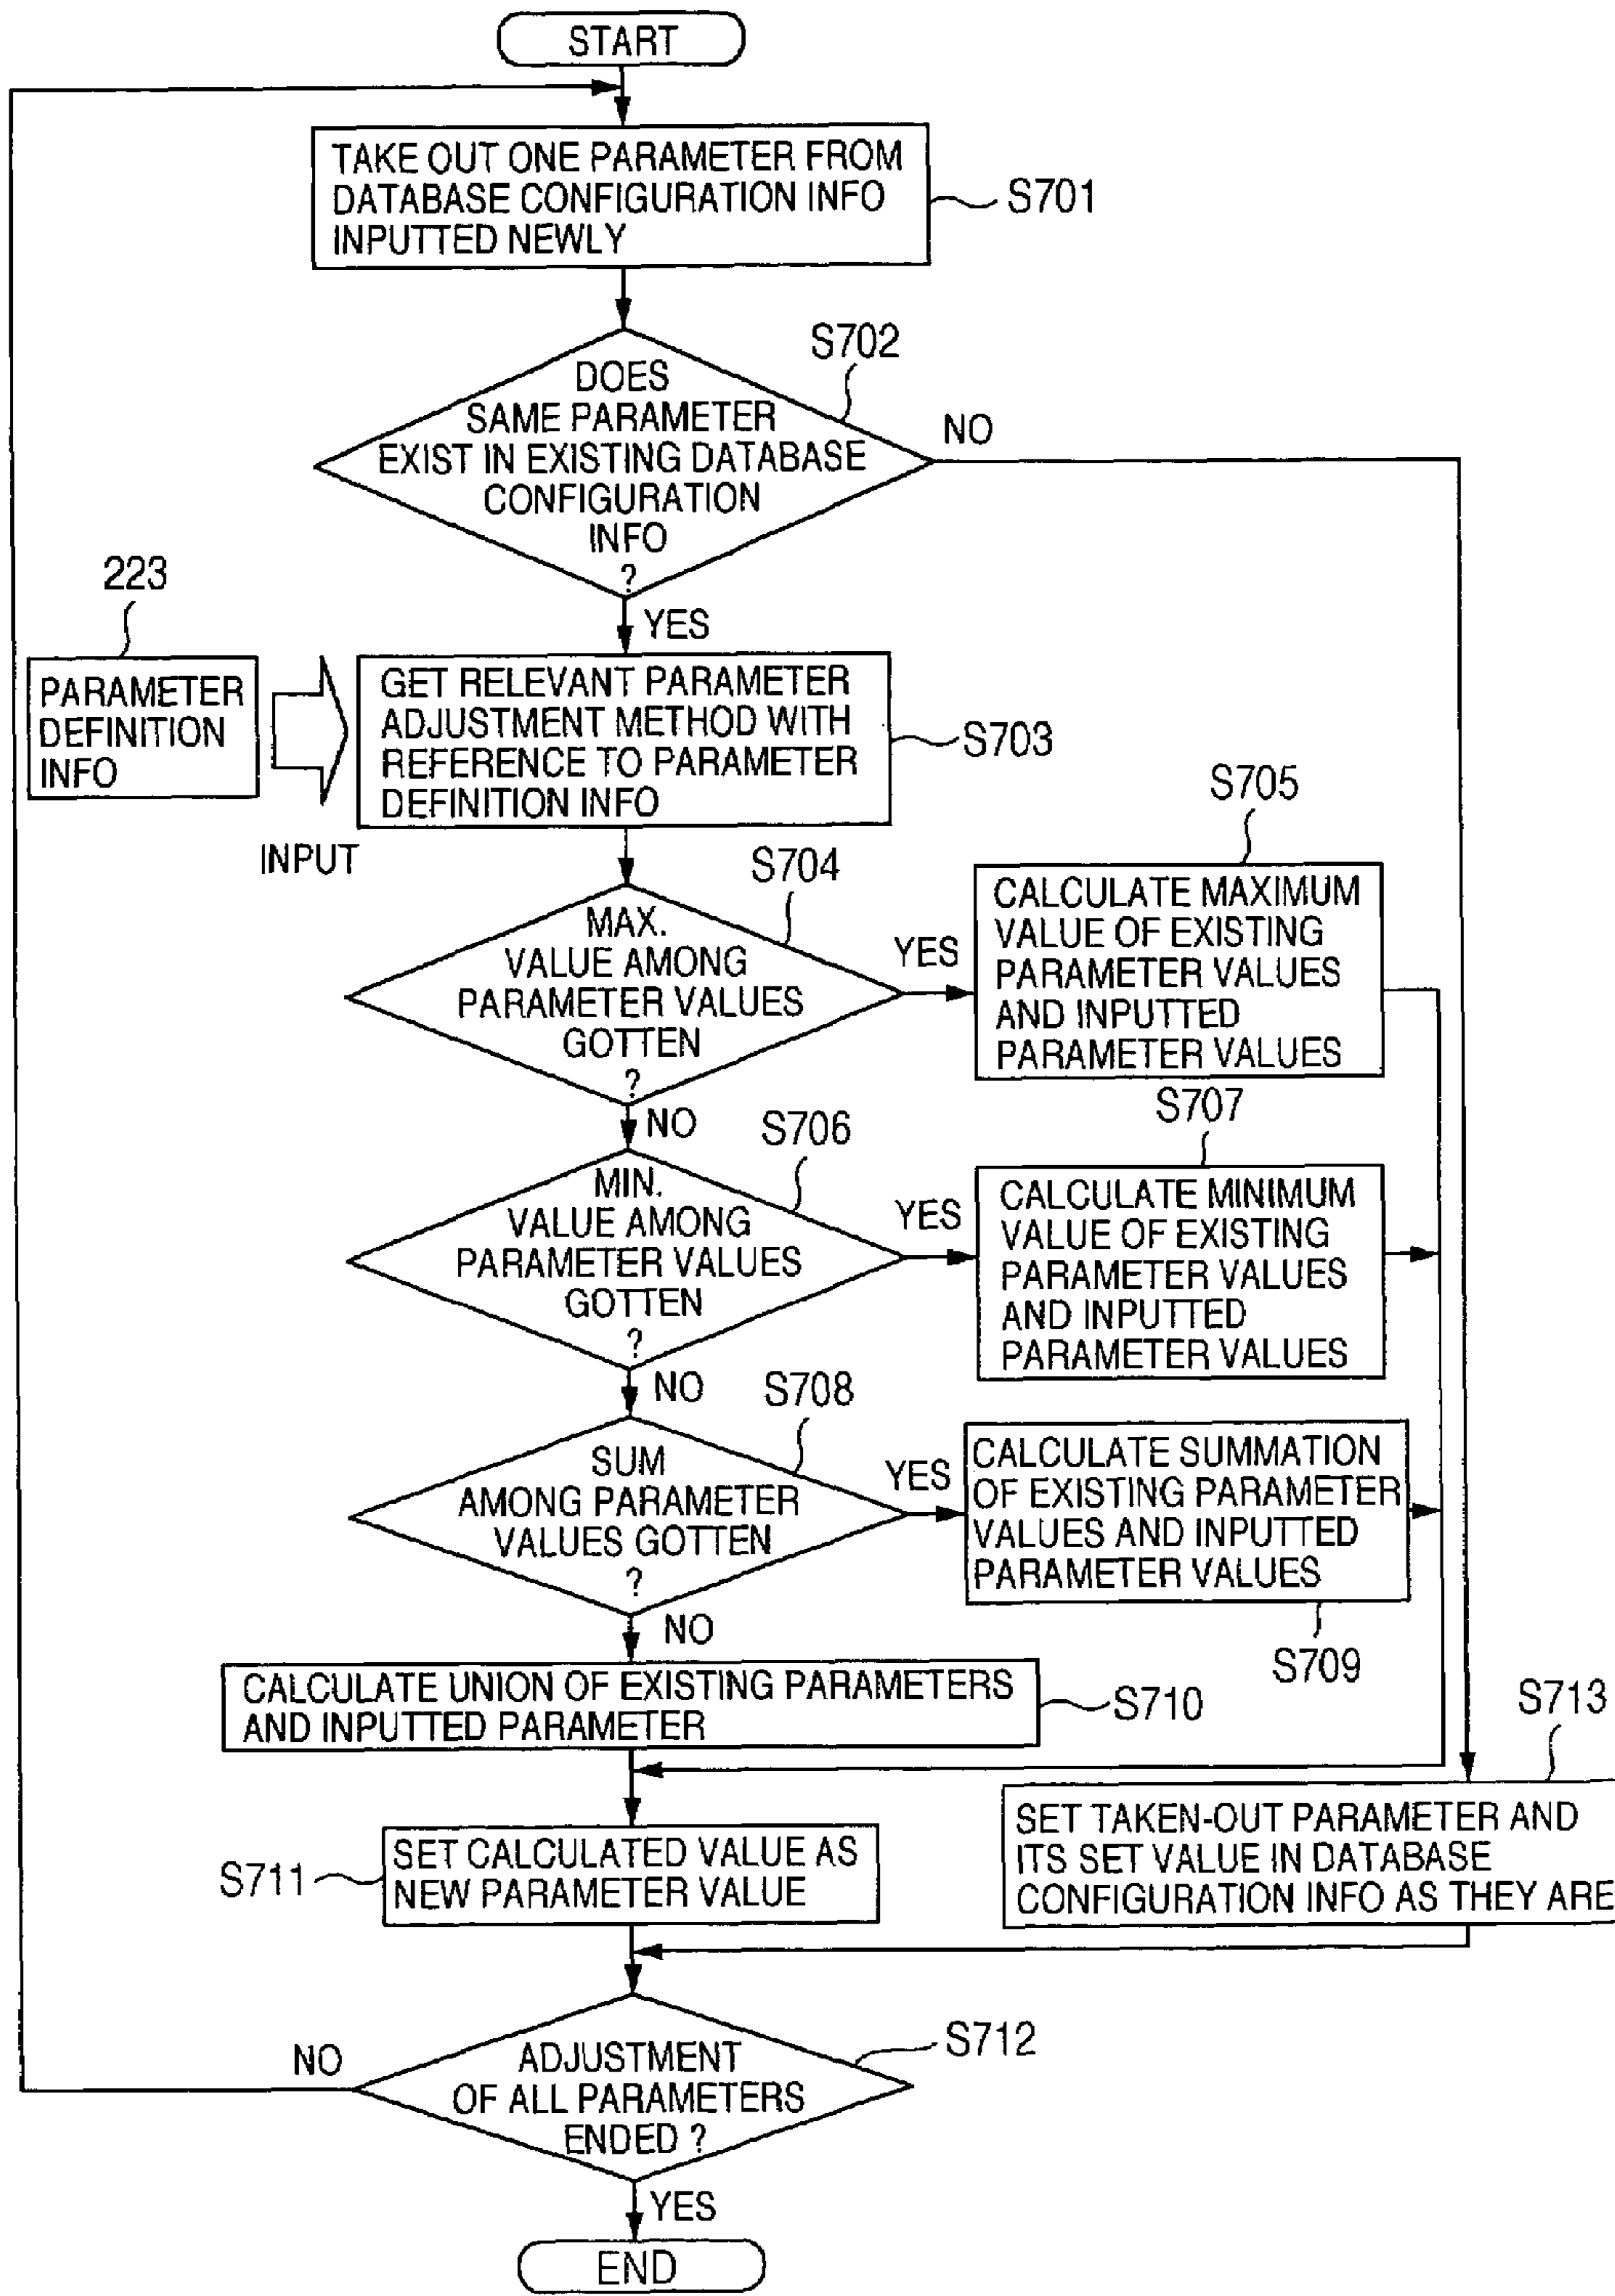 START
TAKE OUT ONE PARAMETER FROM
DATABASE CONFIGURATION INFO
INPUTTED NEWLY
S701
S702
DOES
SAME PARAMETER
EXIST IN EXISTING DATABASE
CONFIGURATION
INFO
?
NO
YES
223
PARAMETER
DEFINITION
INFO
INPUT
GET RELEVANT PARAMETER
ADJUSTMENT METHOD WITH
REFERENCE TO PARAMETER
DEFINITION INFO
S703
S704
MAX.
VALUE AMONG
PARAMETER VALUES
GOTTEN
?
YES
NO
S705
CALCULATE MAXIMUM
VALUE OF EXISTING
PARAMETER VALUES
AND INPUTTED
PARAMETER VALUES
S706
MIN.
VALUE AMONG
PARAMETER VALUES
GOTTEN
?
YES
NO
S707
CALCULATE MINIMUM
VALUE OF EXISTING
PARAMETER VALUES
AND INPUTTED
PARAMETER VALUES
S708
SUM
AMONG PARAMETER
VALUES GOTTEN
?
YES
NO
CALCULATE SUMMATION
OF EXISTING PARAMETER
VALUES AND INPUTTED
PARAMETER VALUES
S709
CALCULATE UNION OF EXISTING PARAMETERS
AND INPUTTED PARAMETER
S710
S713
SET TAKEN-OUT PARAMETER AND
ITS SET VALUE IN DATABASE
CONFIGURATION INFO AS THEY ARE
S711
SET CALCULATED VALUE AS
NEW PARAMETER VALUE
S712
ADJUSTMENT
OF ALL PARAMETERS
ENDED ?
NO
YES
END